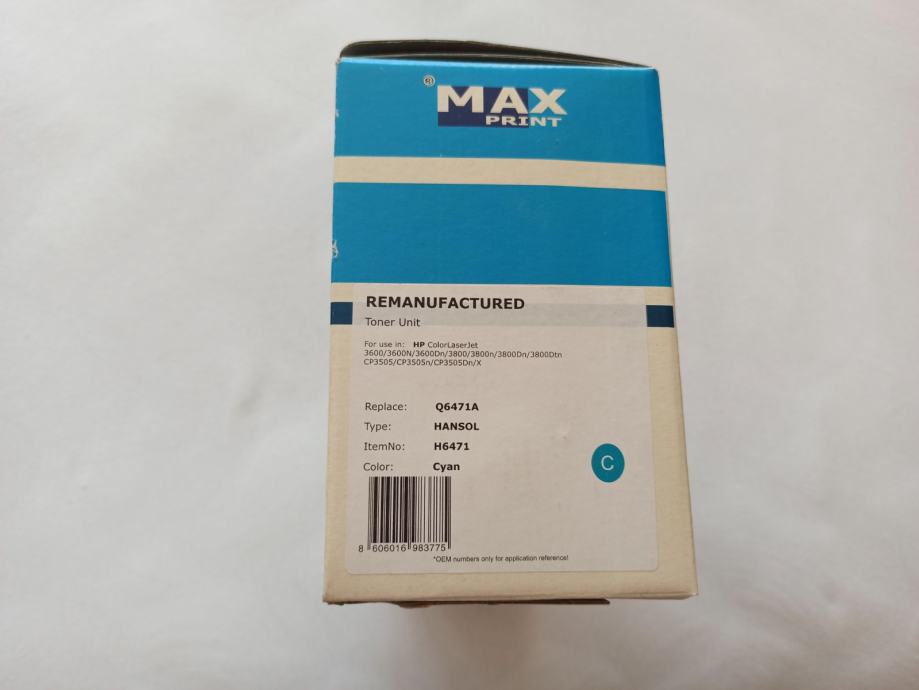 ® MAX
PRINT
REMANUFACTURED
Toner Unit
For use in: HP ColorLaserJet
3600/3600N/3600Dn/3800/3800n/3800Dn/3800Dtn
CP3505/CP3505n/CP3505Dn/X
Replace: Q6471A
Type: HANSOL
ItemNo: H6471
Color: Cyan
C
8 606016 983775
*OEM numbers only for application reference!